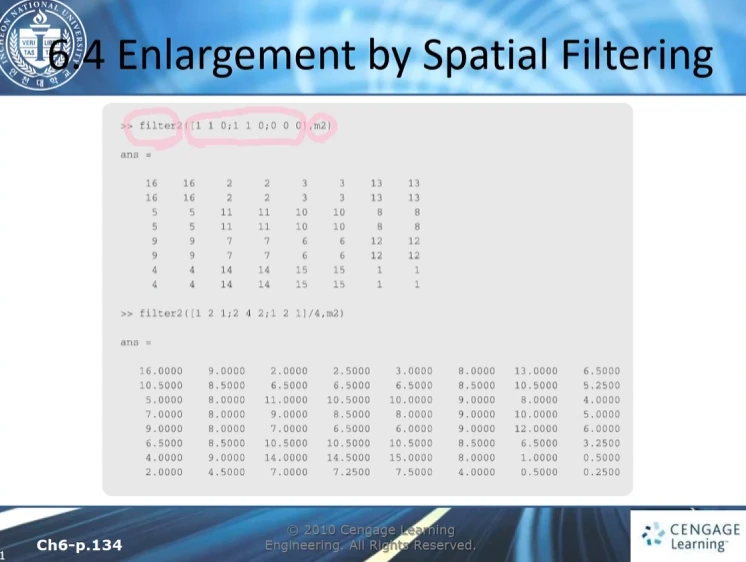 6.4 Enlargement by Spatial Filtering
>> filter2([1 1 0;1 1 0;0 0 0],m2)
ans =
16 16 2 2 3 3 13 13
16 16 2 2 3 3 13 13
5 5 11 11 10 10 8 8
5 5 11 11 10 10 8 8
9 9 7 7 6 6 12 12
9 9 7 7 6 6 12 12
4 4 14 14 15 15 1 1
4 4 14 14 15 15 1 1
>> filter2([1 2 1;2 4 2;1 2 1]/4,m2)
ans =
16.0000 9.0000 2.0000 2.5000 3.0000 8.0000 13.0000 6.5000
10.5000 8.5000 6.5000 6.5000 6.5000 8.5000 10.5000 5.2500
5.0000 8.0000 11.0000 10.5000 10.0000 9.0000 8.0000 4.0000
7.0000 8.0000 9.0000 8.5000 8.0000 9.0000 10.0000 5.0000
9.0000 8.0000 7.0000 6.5000 6.0000 9.0000 12.0000 6.0000
6.5000 8.5000 10.5000 10.5000 10.5000 8.5000 6.5000 3.2500
4.0000 9.0000 14.0000 14.5000 15.0000 8.0000 1.0000 0.5000
2.0000 4.5000 7.0000 7.2500 7.5000 4.0000 0.5000 0.2500
1
Ch6-p.134
© 2010 Cengage Learning
Engineering. All Rights Reserved.
CENGAGE
Learning